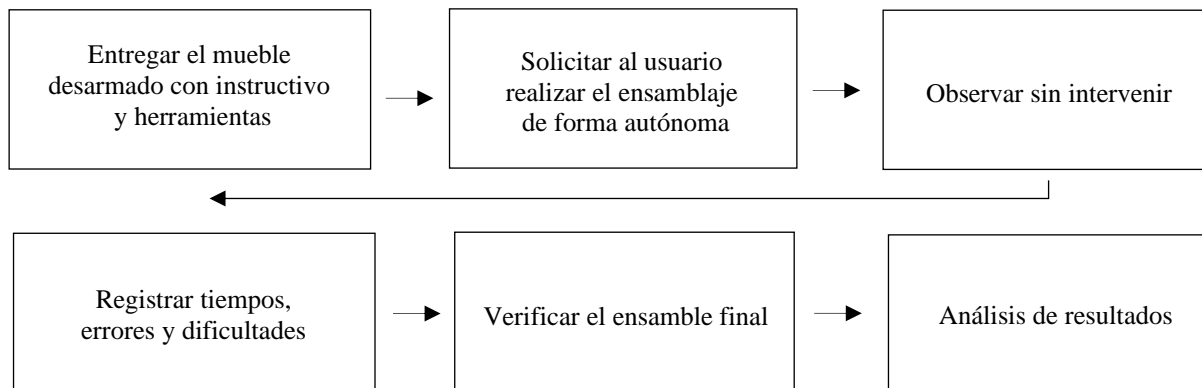 Entregar el mueble
desarmado con instructivo
y herramientas
Solicitar al usuario
realizar el ensamblaje
de forma autónoma
Observar sin intervenir
Registrar tiempos,
errores y dificultades
Verificar el ensamble final
Análisis de resultados